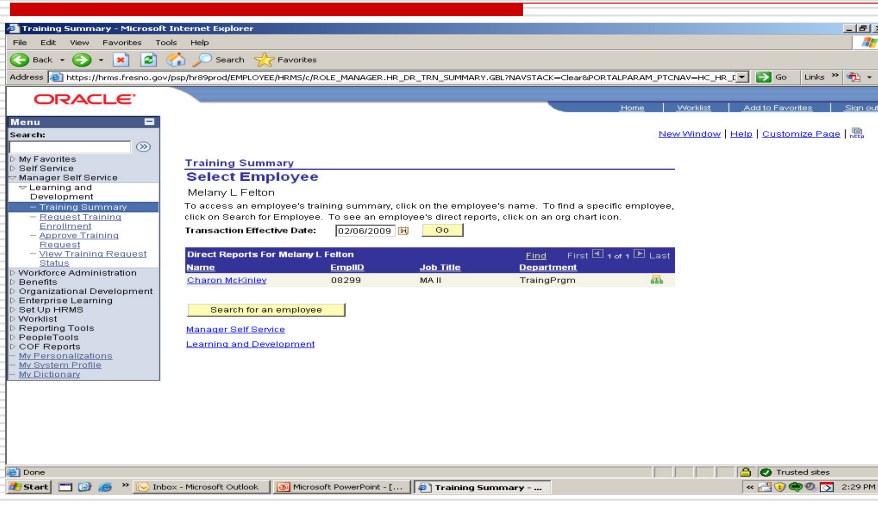 Training Summary - Microsoft Internet Explorer
File Edit View Favorites Tools Help
Back Search Favorites
Address https://hrms.fresno.gov/psp/hr89prod/EMPLOYEE/HRMS/c/ROLE_MANAGER.HR_DR_TRN_SUMMARY.GBL?NAVSTACK=Clear&PORTALPARAM_PTCNAV=HC_HR_ Go Links »
ORACLE
Home Worklist Add to Favorites Sign out
Menu
Search:
My Favorites
Self Service
Manager Self Service
Learning and
Development
– Training Summary
– Request Training
Enrollment
– Approve Training
Request
– View Training Request
Status
Workforce Administration
Benefits
Organizational Development
Enterprise Learning
Set Up HRMS
Worklist
Reporting Tools
PeopleTools
COF Reports
– My Personalizations
– My System Profile
– My Dictionary
New Window | Help | Customize Page | http
Training Summary
Select Employee
Melany L Felton
To access an employee's training summary, click on the employee's name. To find a specific employee,
click on Search for Employee. To see an employee's direct reports, click on an org chart icon.
Transaction Effective Date: 02/06/2009 Go
Direct Reports For Melany L Felton Find First 1 of 1 Last
Name EmplID Job Title Department
Charon McKinley 08299 MA II TraingPrgm
Search for an employee
Manager Self Service
Learning and Development
Done Trusted sites
Start » Inbox - Microsoft Outlook Microsoft PowerPoint - [... Training Summary - ... « 2:29 PM